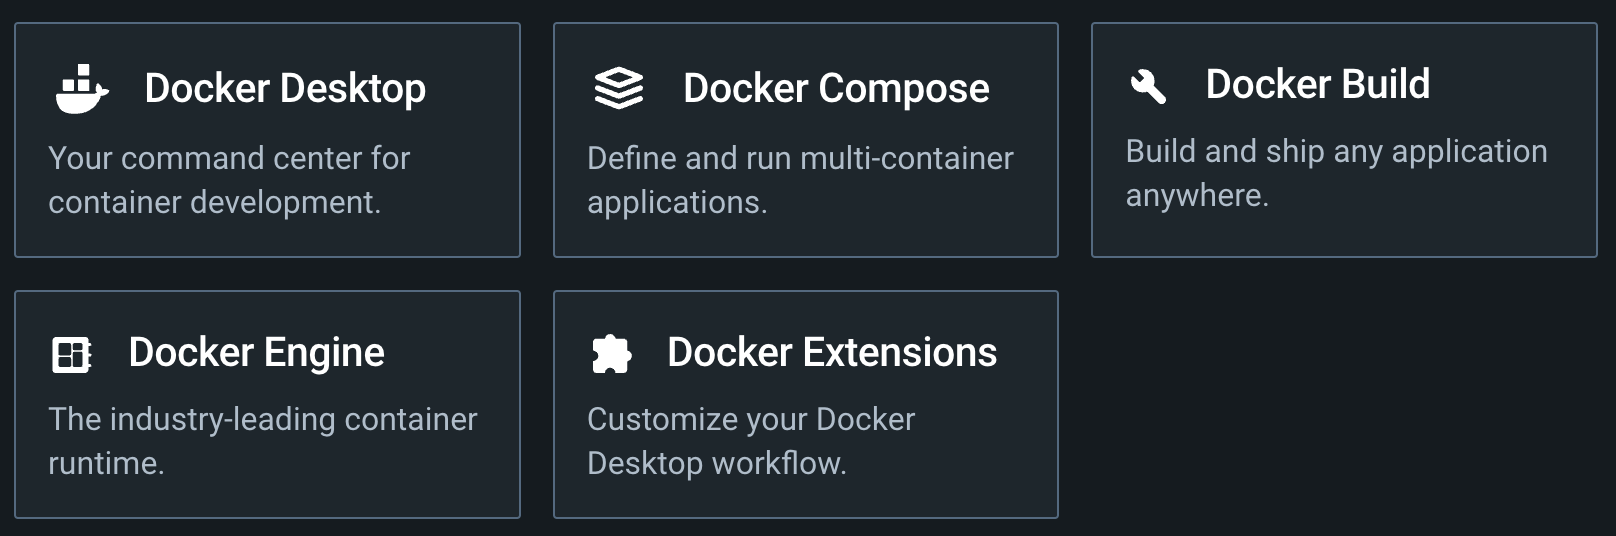 Docker Desktop
Your command center for
container development.
Docker Compose
Define and run multi-container
applications.
Docker Build
Build and ship any application
anywhere.
Docker Engine
The industry-leading container
runtime.
Docker Extensions
Customize your Docker
Desktop workflow.